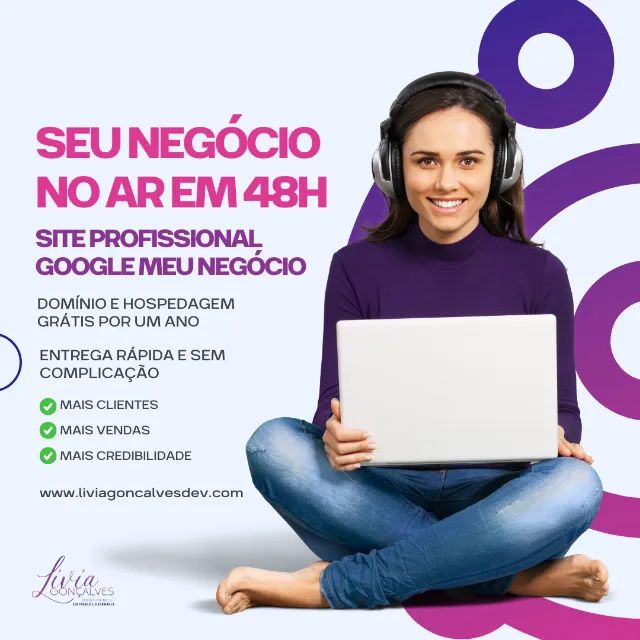 SEU NEGÓCIO
NO AR EM 48H
SITE PROFISSIONAL
GOOGLE MEU NEGÓCIO
DOMÍNIO E HOSPEDAGEM
GRÁTIS POR UM ANO
ENTREGA RÁPIDA E SEM
COMPLICAÇÃO
MAIS CLIENTES
MAIS VENDAS
MAIS CREDIBILIDADE
www.liviagoncalvesdev.com
Livia
GONÇALVES